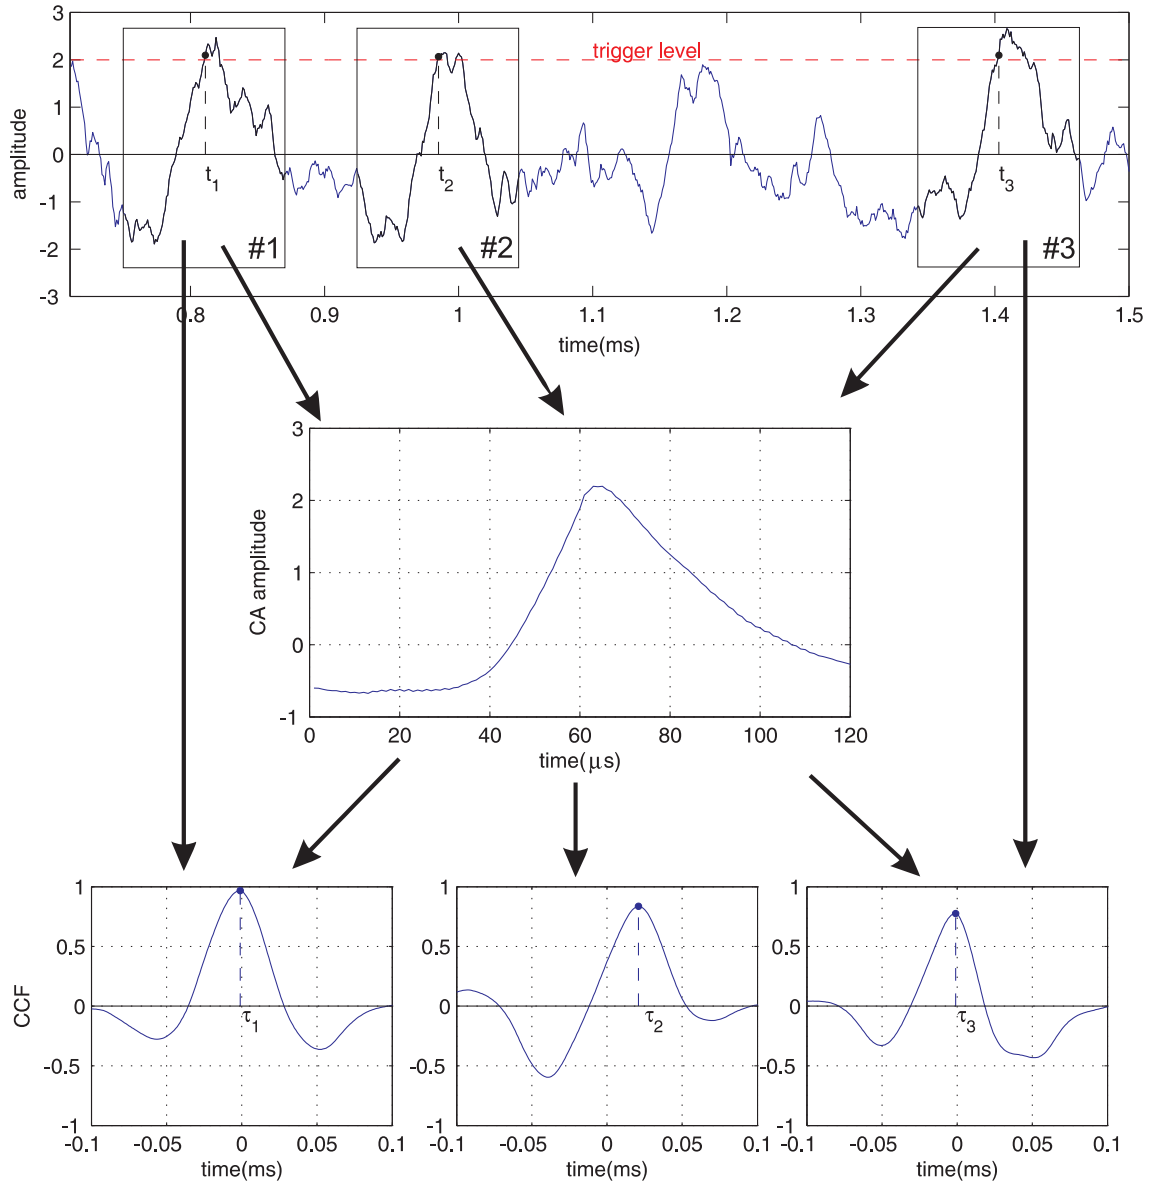 3
2
1
0
-1
-2
-3
amplitude
trigger level
t1
t2
t3
#1
#2
#3
0.8 0.9 1 1.1 1.2 1.3 1.4 1.5
time(ms)
3
2
1
0
-1
CA amplitude
0 20 40 60 80 100 120
time(μs)
1
0.5
0
-0.5
-1
CCF
τ1
-0.1 -0.05 0 0.05 0.1
time(ms)
1
0.5
0
-0.5
-1
τ2
-0.1 -0.05 0 0.05 0.1
time(ms)
1
0.5
0
-0.5
-1
τ3
-0.1 -0.05 0 0.05 0.1
time(ms)